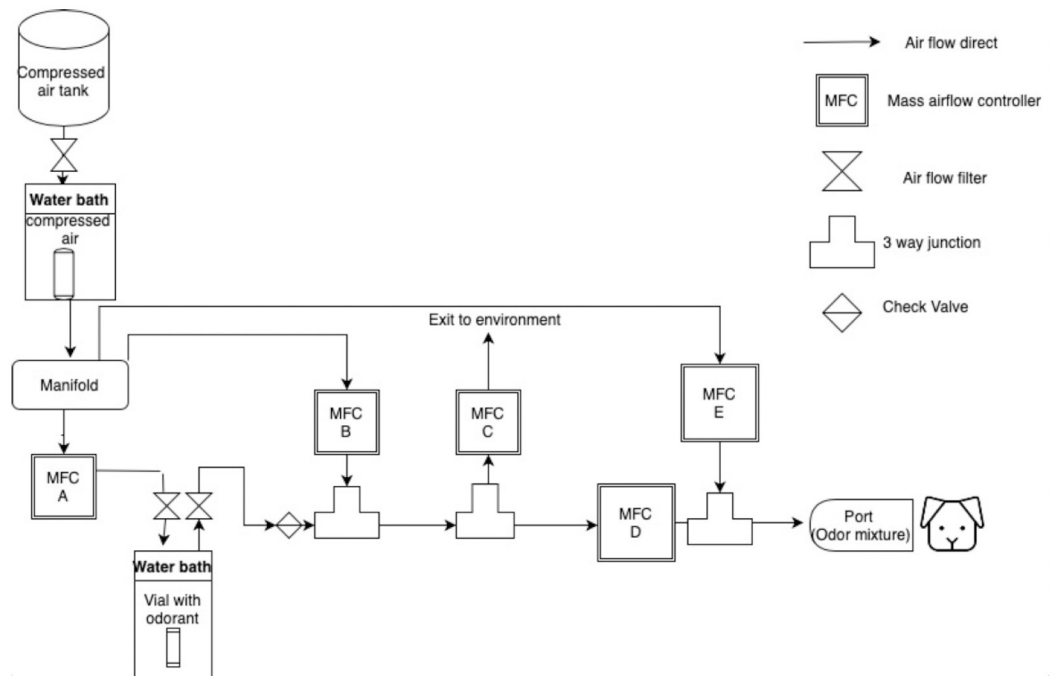 Compressed
air tank
Water bath
compressed
air
Manifold
MFC
A
Water bath
Vial with
odorant
MFC
B
Exit to environment
MFC
C
MFC
D
MFC
E
Port
(Odor mixture)
Air flow direct
MFC
Mass airflow controller
Air flow filter
3 way junction
Check Valve